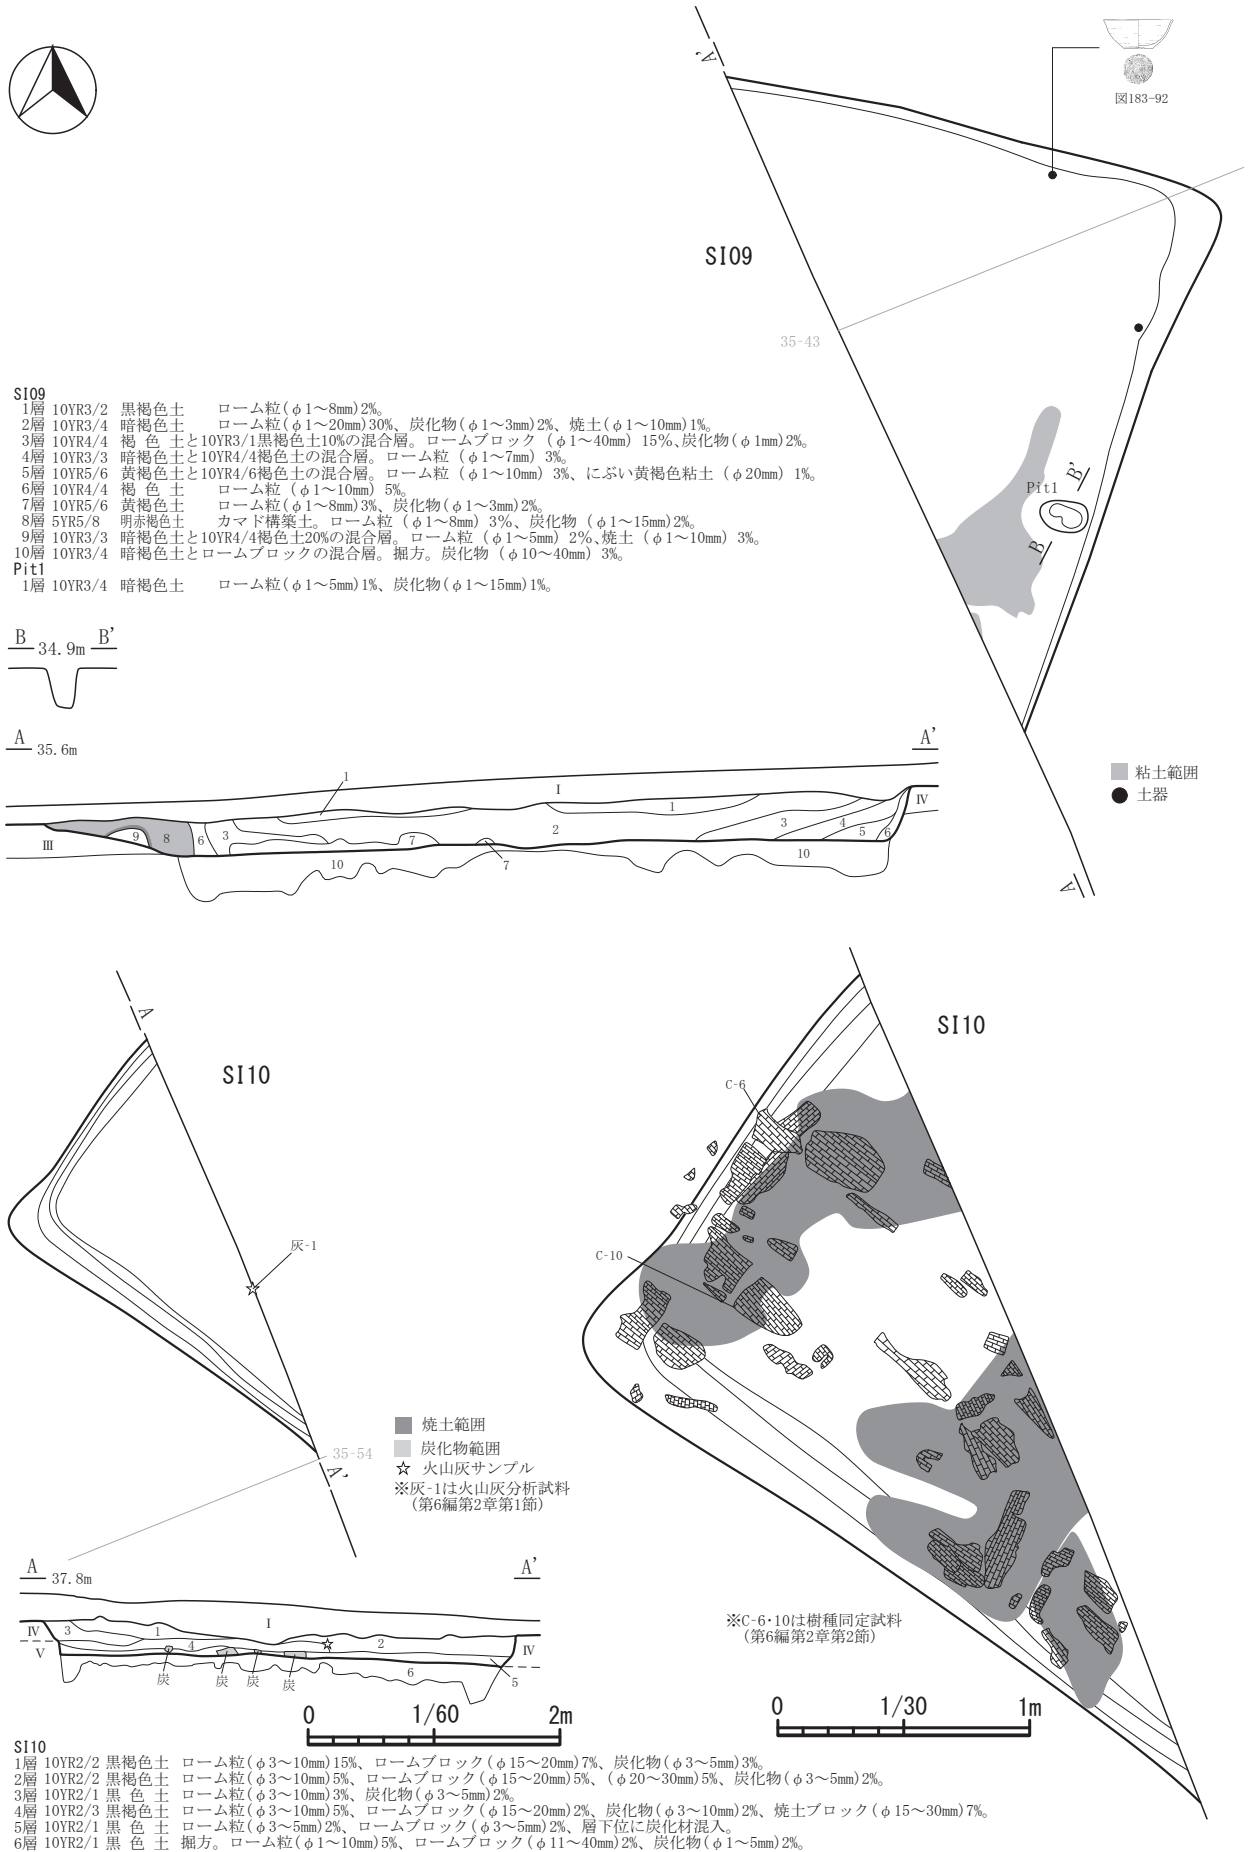 A’
図183-92
SI09
35-43
SI09
1層 10YR3/2 黒褐色土 ローム粒(φ1〜8mm)2%。
2層 10YR3/4 暗褐色土 ローム粒(φ1〜20mm)30%、炭化物(φ1〜3mm)2%、焼土(φ1〜10mm)1%。
3層 10YR4/4 褐 色 土と10YR3/1黒褐色土10%の混合層。ロームブロック (φ1〜40mm) 15%、炭化物(φ1mm)2%。
4層 10YR3/3 暗褐色土と10YR4/4褐色土の混合層。ローム粒 (φ1〜7mm) 3%。
5層 10YR5/6 黄褐色土と10YR4/6褐色土の混合層。ローム粒 (φ1〜10mm) 3%、にぶい黄褐色粘土 (φ20mm) 1%。
6層 10YR4/4 褐 色 土 ローム粒 (φ1〜10mm) 5%。
7層 10YR5/6 黄褐色土 ローム粒(φ1〜8mm)3%、炭化物(φ1〜3mm)2%。
8層 5YR5/8 明赤褐色土 カマド構築土。ローム粒 (φ1〜8mm) 3%、炭化物 (φ1〜15mm)2%。
9層 10YR3/3 暗褐色土と10YR4/4褐色土20%の混合層。ローム粒 (φ1〜5mm) 2%、焼土 (φ1〜10mm) 3%。
10層 10YR3/4 暗褐色土とロームブロックの混合層。掘方。炭化物 (φ10〜40mm) 3%。
Pit1
1層 10YR3/4 暗褐色土 ローム粒(φ1〜5mm)1%、炭化物(φ1〜15mm)1%。
Pit1
B’
B
B 34.9m B’
A 35.6m A’
1
I
1
IV
9 8 6 3
2
3 4 5 6
III
7
7
10
10
粘土範囲
土器
A
A
SI10
SI10
C-6
灰-1
C-10
焼土範囲
炭化物範囲
火山灰サンプル
※灰-1は火山灰分析試料
(第6編第2章第1節)
35-54
A’
A 37.8m A’
IV 3 1 I
4 2
V IV
炭 炭 炭 炭
6 5
※C-6・10は樹種同定試料
(第6編第2章第2節)
0 1/60 2m
0 1/30 1m
SI10
1層 10YR2/2 黒褐色土 ローム粒(φ3〜10mm)15%、ロームブロック(φ15〜20mm)7%、炭化物(φ3〜5mm)3%。
2層 10YR2/2 黒褐色土 ローム粒(φ3〜10mm)5%、ロームブロック(φ15〜20mm)5%、(φ20〜30mm)5%、炭化物(φ3〜5mm)2%。
3層 10YR2/1 黒 色 土 ローム粒(φ3〜10mm)3%、炭化物(φ3〜5mm)2%。
4層 10YR2/3 黒褐色土 ローム粒(φ3〜10mm)5%、ロームブロック(φ15〜20mm)2%、炭化物(φ3〜10mm)2%、焼土ブロック(φ15〜30mm)7%。
5層 10YR2/1 黒 色 土 ローム粒(φ3〜5mm)2%、ロームブロック(φ3〜5mm)2%、層下位に炭化材混入。
6層 10YR2/1 黒 色 土 掘方。ローム粒(φ1〜10mm)5%、ロームブロック(φ11〜40mm)2%、炭化物(φ1〜5mm)2%。